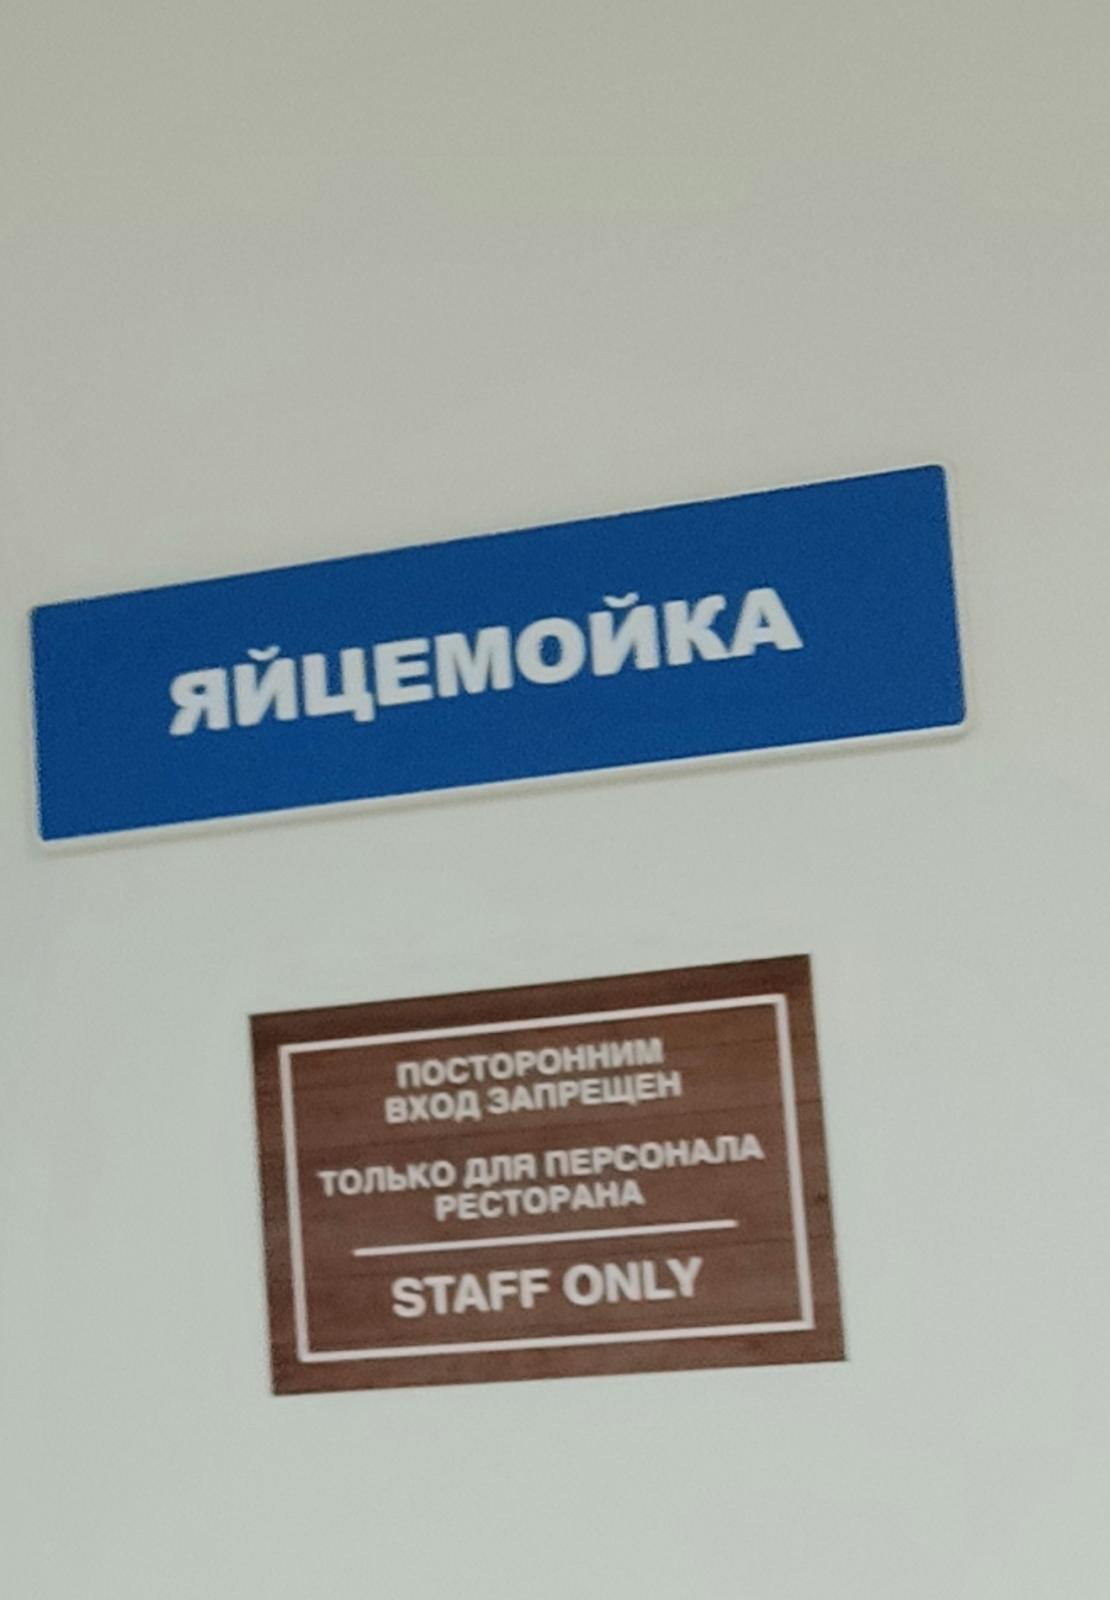 ЯЙЦЕМОЙКА
ПОСТОРОННИМ
ВХОД ЗАПРЕЩЕН
ТОЛЬКО ДЛЯ ПЕРСОНАЛА
РЕСТОРАНА
STAFF ONLY